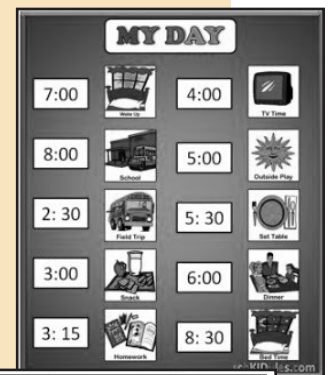 MY DAY
7:00
Wake Up
4:00
TV Time
8:00
School
5:00
Outside Play
2: 30
Field Trip
5: 30
Set Table
3:00
Snack
6:00
Dinner
3: 15
Homework
8: 30
Bed Time